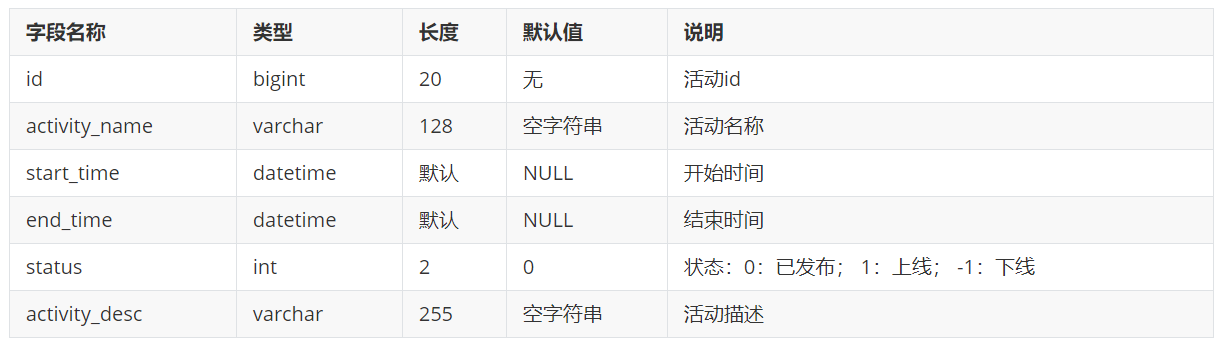 字段名称 类型 长度 默认值 说明
id bigint 20 无 活动id
activity_name varchar 128 空字符串 活动名称
start_time datetime 默认 NULL 开始时间
end_time datetime 默认 NULL 结束时间
status int 2 0 状态：0：已发布； 1：上线； -1：下线
activity_desc varchar 255 空字符串 活动描述